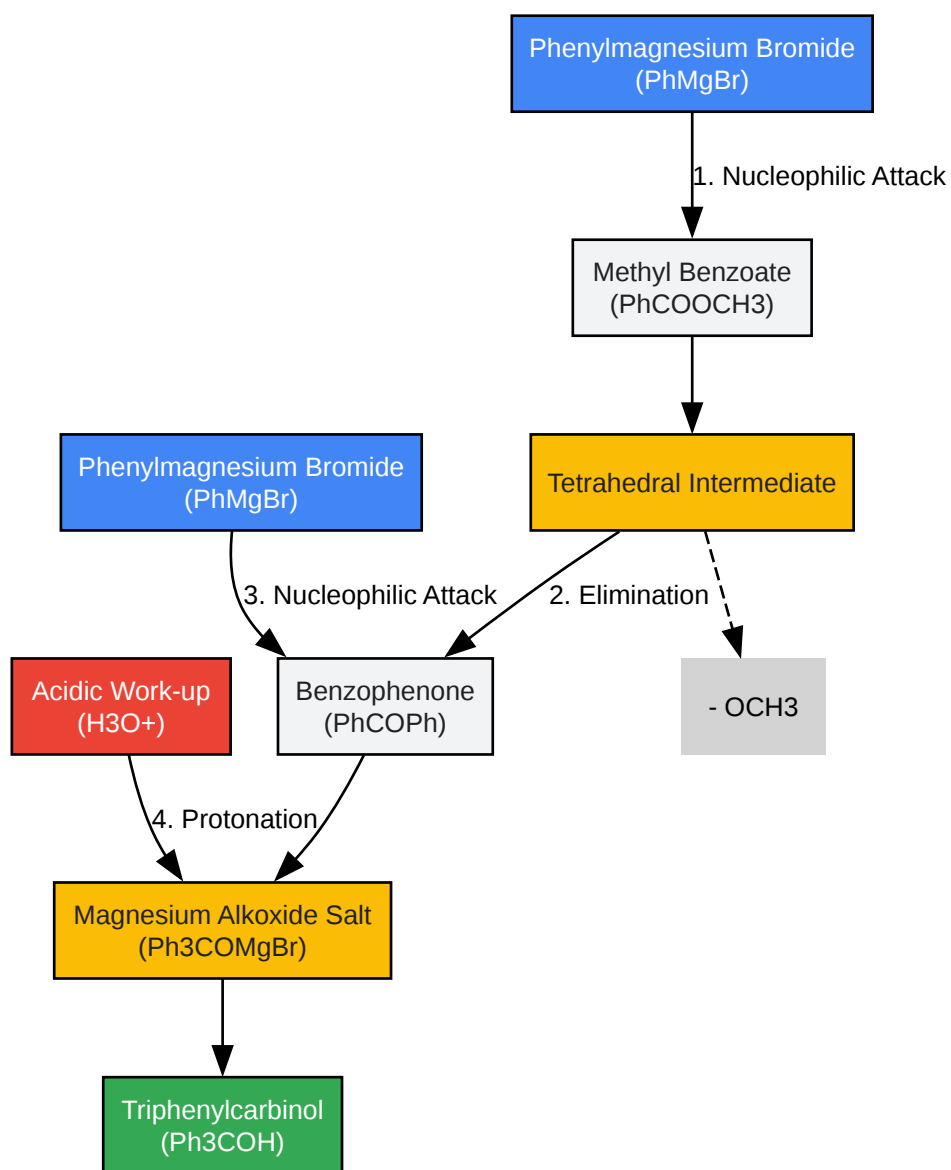 Phenylmagnesium Bromide
(PhMgBr)
1. Nucleophilic Attack
Methyl Benzoate
(PhCOOCH3)
Phenylmagnesium Bromide
(PhMgBr)
Tetrahedral Intermediate
3. Nucleophilic Attack
2. Elimination
Acidic Work-up
(H3O+)
Benzophenone
(PhCOPh)
- OCH3
4. Protonation
Magnesium Alkoxide Salt
(Ph3COMgBr)
Triphenylcarbinol
(Ph3COH)